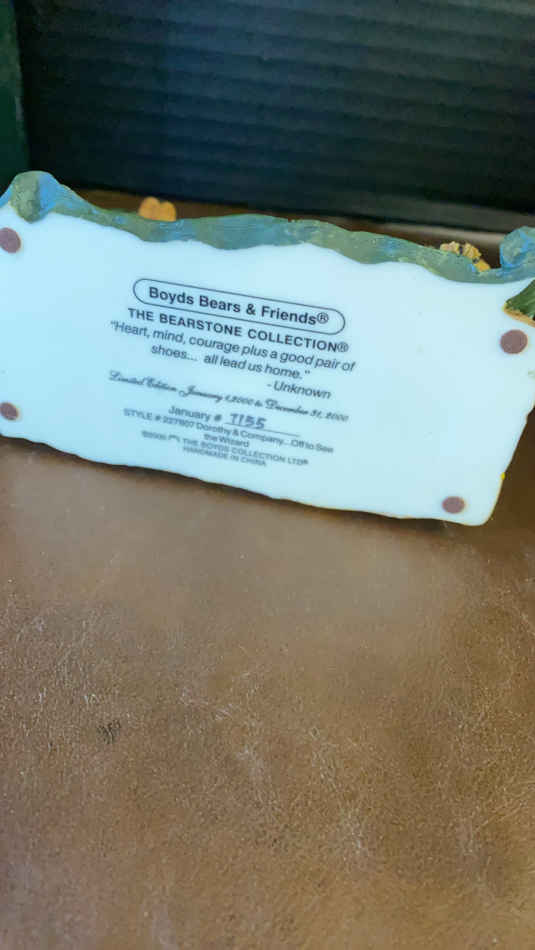 Boyds Bears & Friends®
THE BEARSTONE COLLECTION®
"Heart, mind, courage plus a good pair of
shoes... all lead us home."
- Unknown
Limited Edition January 1, 2000 to December 31, 2000
January #
STYLE # 227807 Dorothy & Company...Off to See
the Wizard
THE BOYDS COLLECTION LTD®
HANDMADE IN CHINA